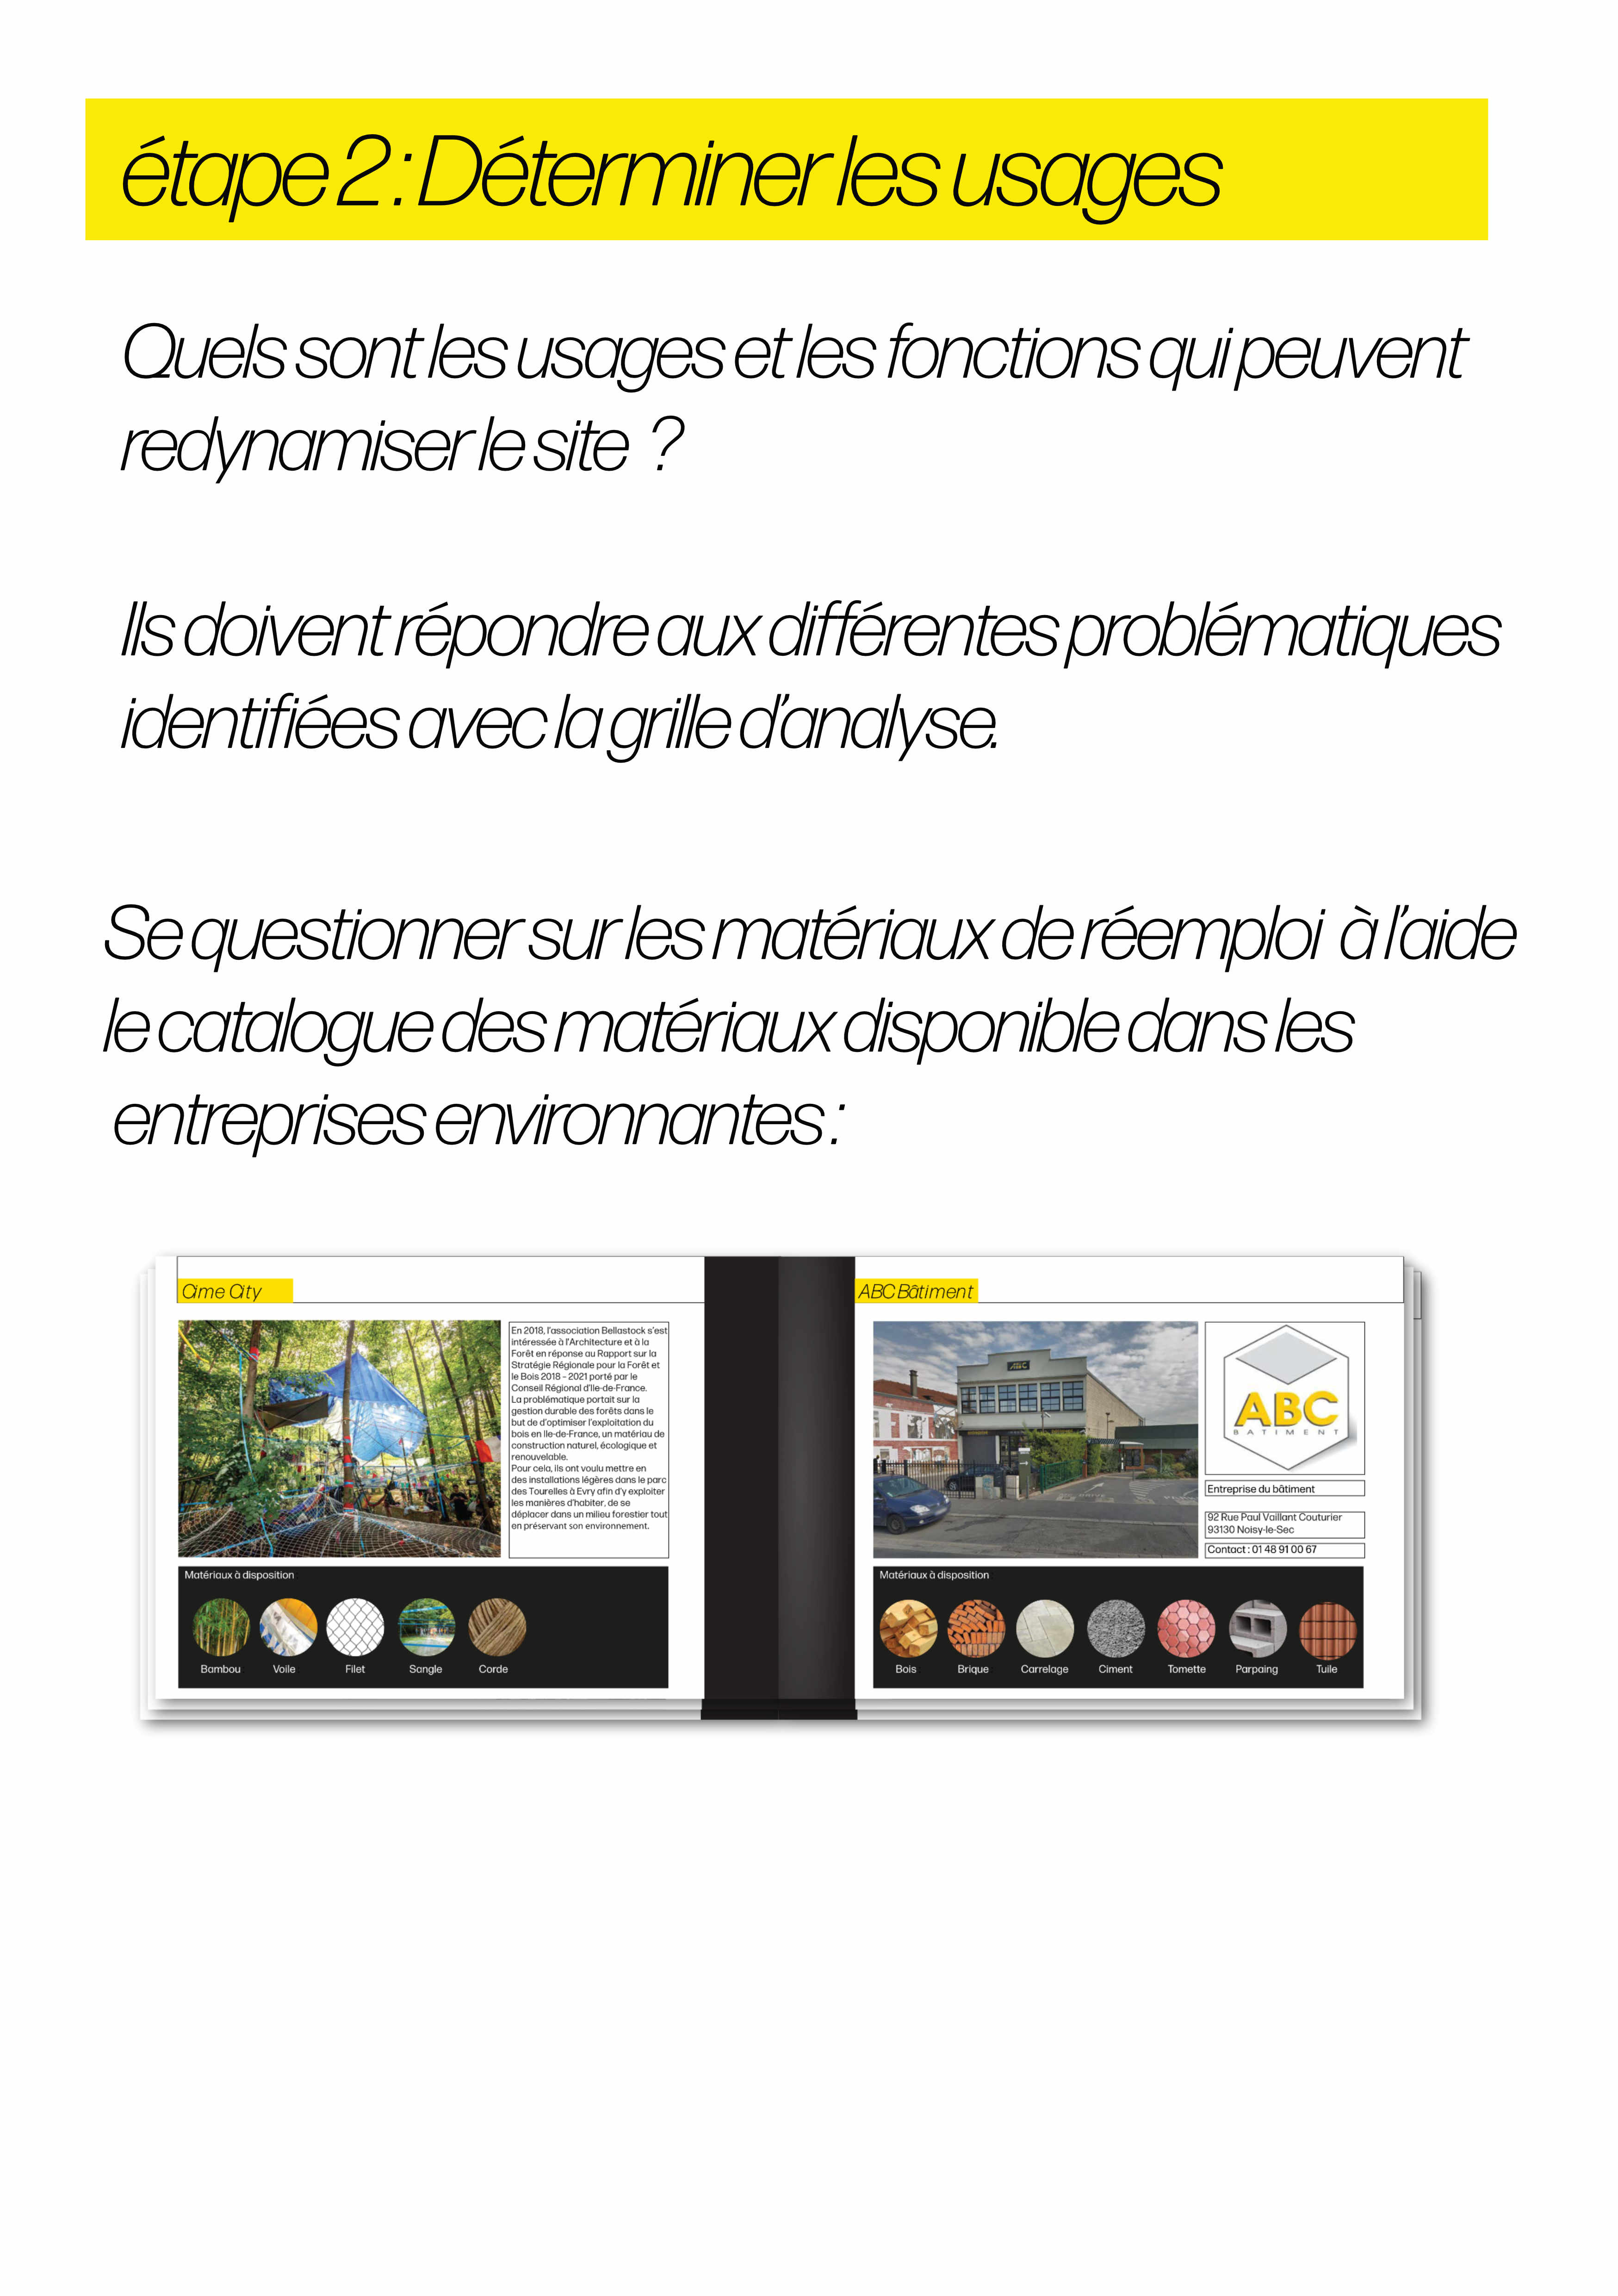 étape 2 : Déterminer les usages
Quels sont les usages et les fonctions qui peuvent
redynamiser le site ?
Ils doivent répondre aux différentes problématiques
identifiées avec la grille d'analyse.
Se questionner sur les matériaux de réemploi à l'aide
le catalogue des matériaux disponible dans les
entreprises environnantes :
Cime City
En 2018, l'association Bellastock s'est
intéressée à l'Architecture et à la
Forêt en réponse au Rapport sur la
Stratégie Régionale pour la Forêt et
le Bois 2018 - 2021 porté par le
Conseil Régional d'Ile-de-France.
La problématique portait sur la
gestion durable des forêts dans le
but de d'optimiser l'exploitation du
bois en Ile-de-France, un matériau de
construction naturel, écologique et
renouvelable.
Pour cela, ils ont voulu mettre en
des installations légères dans le parc
des Tourelles à Evry afin d'y exploiter
les manières d'habiter, de se
déplacer dans un milieu forestier tout
en préservant son environnement.
Matériaux à disposition
Bambou Voile Filet Sangle Corde
ABC Bâtiment
ABC
ABC
BATIMENT
Entreprise du bâtiment
92 Rue Paul Vaillant Couturier
93130 Noisy-le-Sec
Contact : 01 48 91 00 67
Matériaux à disposition
Bois Brique Carrelage Ciment Tomette Parpaing Tuile